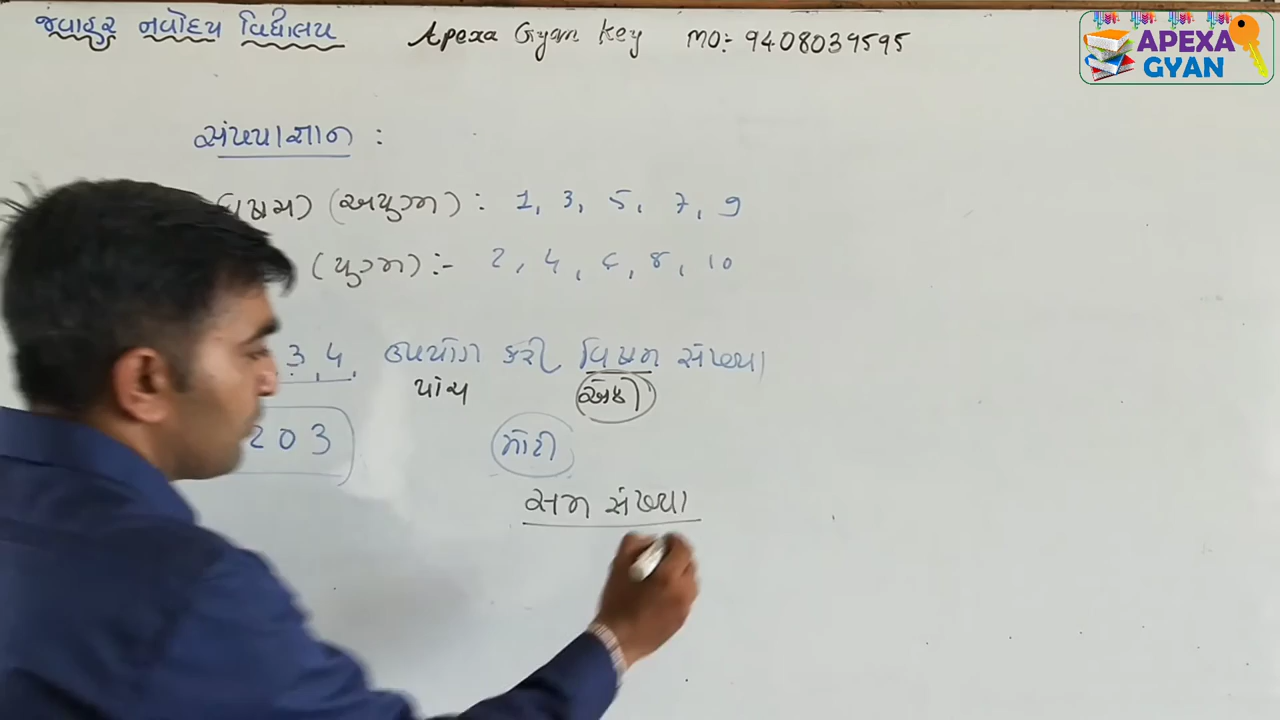 જવાહર નવોદય વિદ્યાલય Apexa Gyan Key MO:- 9408039595
APEXA GYAN
સંખ્યાજ્ઞાન :
વિષમ (અયુગ્મ) : 1, 3, 5, 7, 9
(યુગ્મ) :- 2, 4, 6, 8, 10
3, 4, ઉપયોગ કરી વિષમ સંખ્યા
પાંચ અંકી
203 મોટી
સમ સંખ્યા